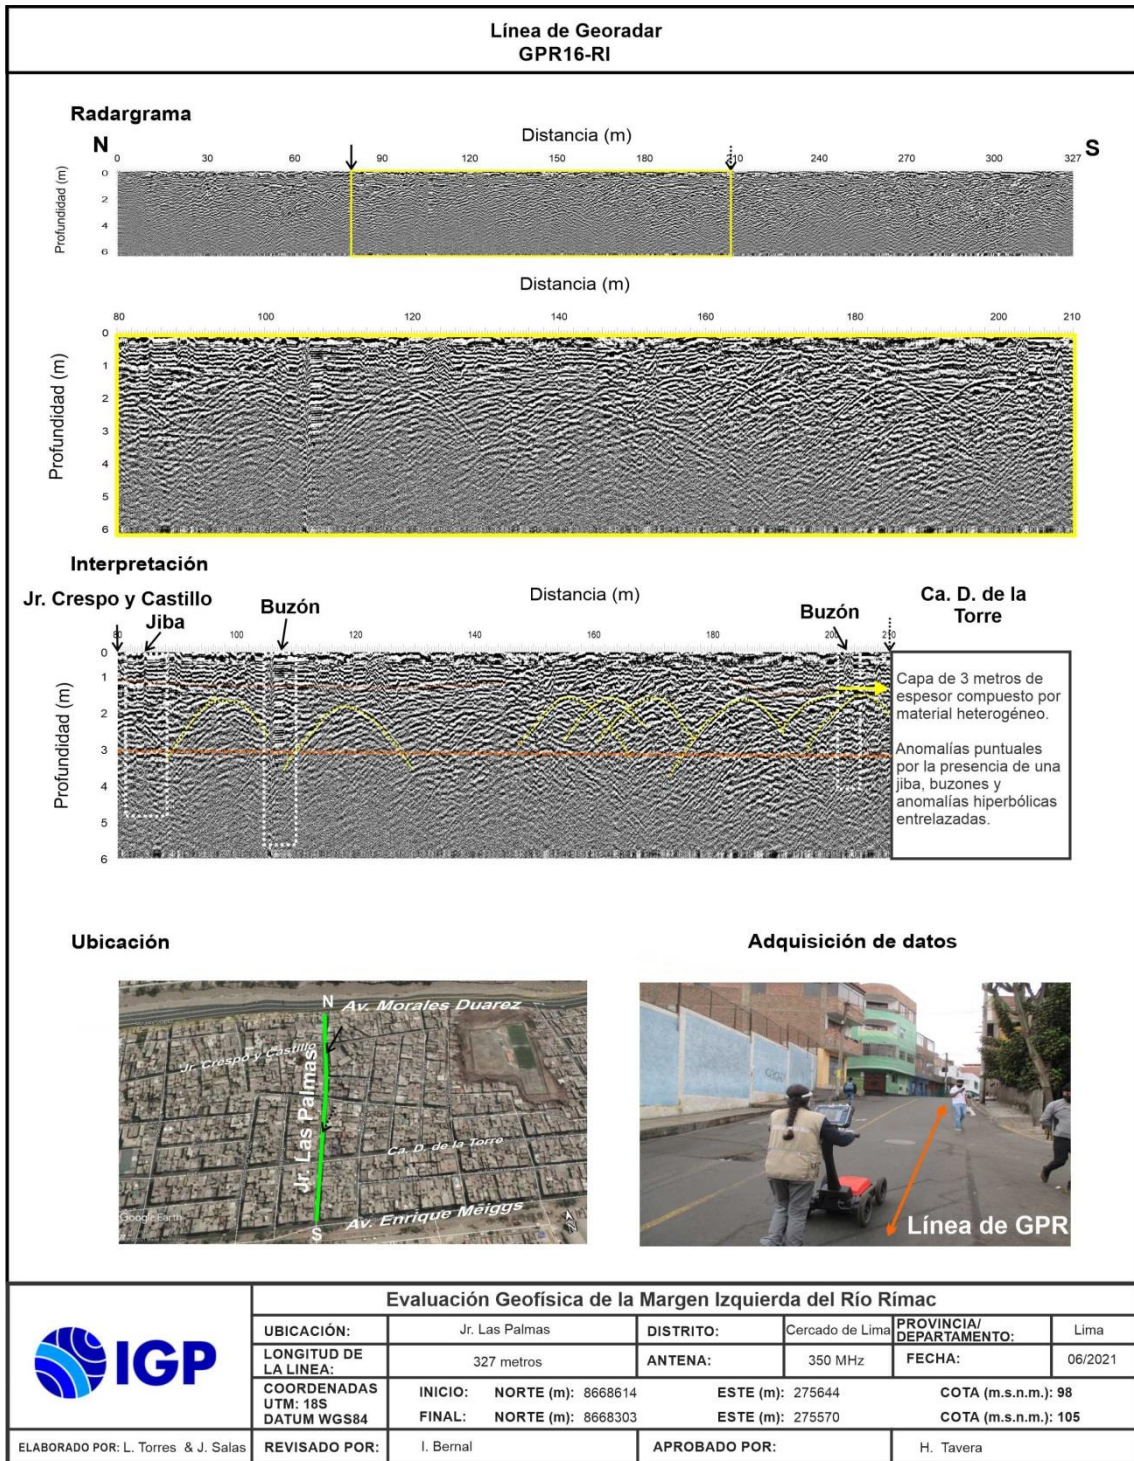 Línea de Georadar
GPR16-RI
Radargrama
Distancia (m)
N
0 30 60 90 120 150 180 210 240 270 300 327
S
Profundidad (m)
0
2
4
6
Distancia (m)
80 100 120 140 160 180 200 210
Profundidad (m)
0
1
2
3
4
5
6
Interpretación
Jr. Crespo y Castillo
Jiba
Buzón
Distancia (m)
Buzón
Ca. D. de la
Torre
80 100 120 140 160 180 200 210
Profundidad (m)
0
1
2
3
4
5
6
Capa de 3 metros de
espesor compuesto por
material heterogéneo.
Anomalías puntuales
por la presencia de una
jiba, buzones y
anomalías hiperbólicas
entrelazadas.
Ubicación
Adquisición de datos
N
Av. Morales Duarez
Jr. Crespo y Castillo
Jr. Las Palmas
Ca. D. de la Torre
Av. Enrique Meiggs
S
Google Earth
Línea de GPR
IGP
Evaluación Geofísica de la Margen Izquierda del Río Rímac
UBICACIÓN: Jr. Las Palmas DISTRITO: Cercado de Lima PROVINCIA/ DEPARTAMENTO: Lima
LONGITUD DE LA LINEA: 327 metros ANTENA: 350 MHz FECHA: 06/2021
COORDENADAS UTM: 18S DATUM WGS84
INICIO: NORTE (m): 8668614 ESTE (m): 275644 COTA (m.s.n.m.): 98
FINAL: NORTE (m): 8668303 ESTE (m): 275570 COTA (m.s.n.m.): 105
ELABORADO POR: L. Torres & J. Salas REVISADO POR: I. Bernal APROBADO POR: H. Tavera